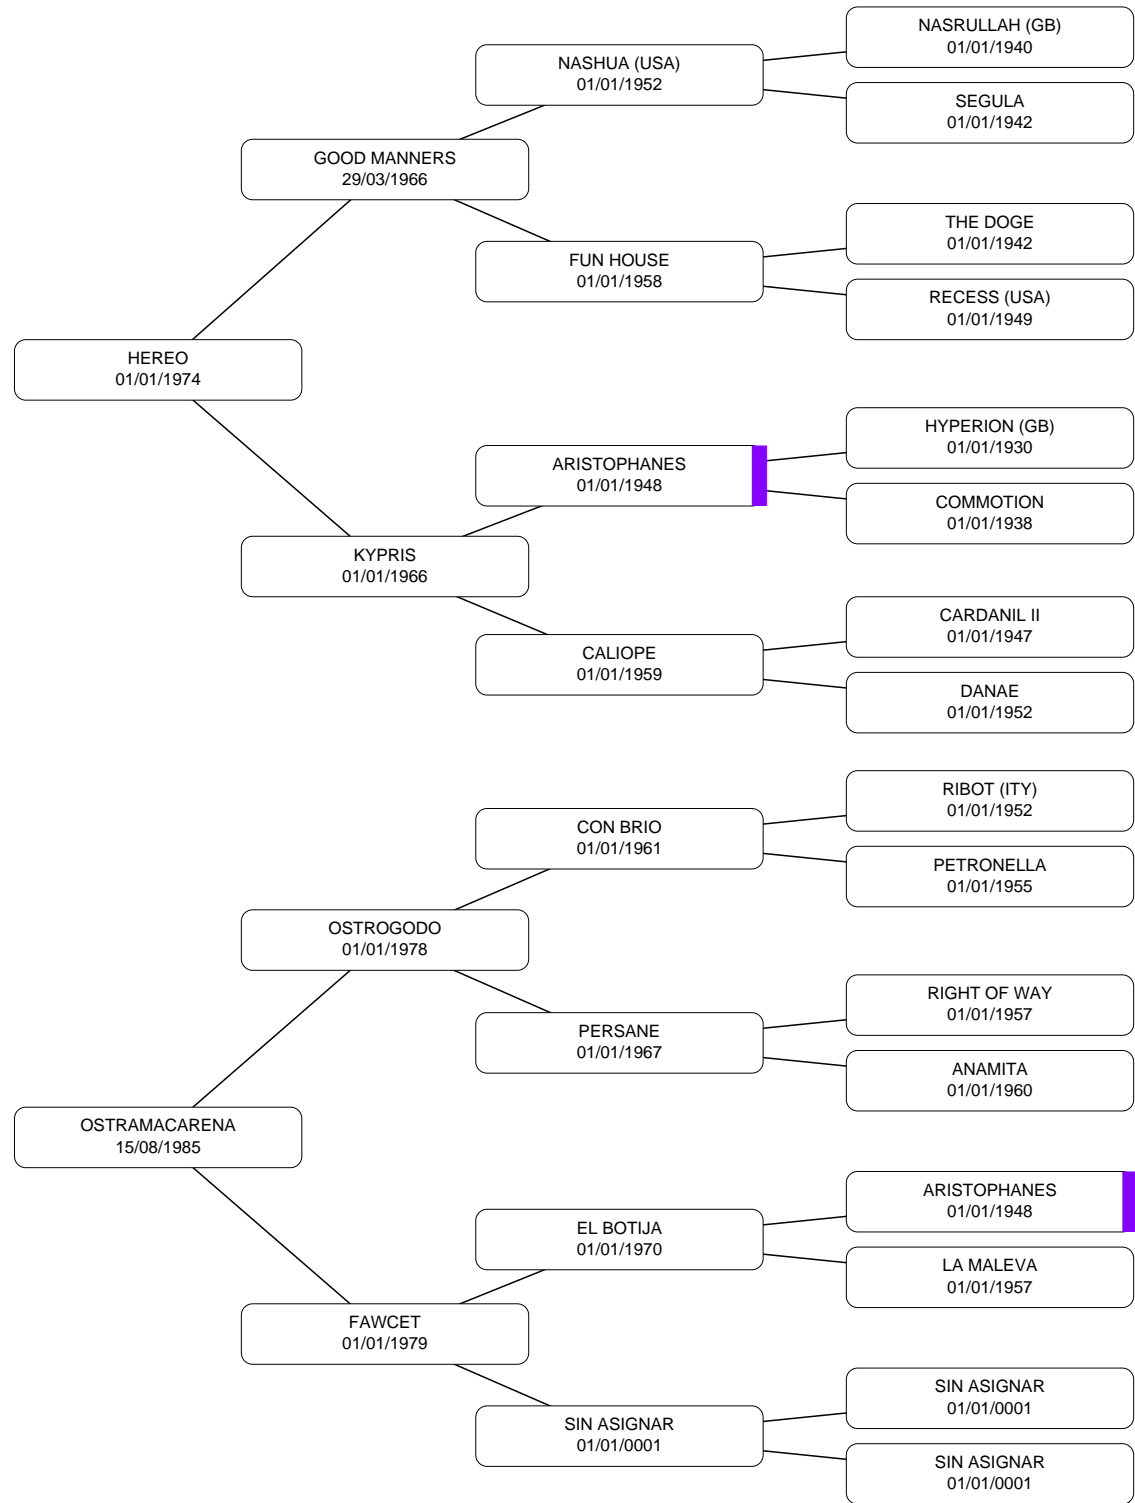 NASRULLAH (GB)
01/01/1940
NASHUA (USA)
01/01/1952
SEGULA
01/01/1942
GOOD MANNERS
29/03/1966
THE DOGE
01/01/1942
FUN HOUSE
01/01/1958
RECESS (USA)
01/01/1949
HEREO
01/01/1974
HYPERION (GB)
01/01/1930
ARISTOPHANES
01/01/1948
COMMOTION
01/01/1938
KYPRIS
01/01/1966
CARDANIL II
01/01/1947
CALIOPE
01/01/1959
DANAE
01/01/1952
RIBOT (ITY)
01/01/1952
CON BRIO
01/01/1961
PETRONELLA
01/01/1955
OSTROGODO
01/01/1978
RIGHT OF WAY
01/01/1957
PERSANE
01/01/1967
ANAMITA
01/01/1960
OSTRAMACARENA
15/08/1985
ARISTOPHANES
01/01/1948
EL BOTIJA
01/01/1970
LA MALEVA
01/01/1957
FAWCET
01/01/1979
SIN ASIGNAR
01/01/0001
SIN ASIGNAR
01/01/0001
SIN ASIGNAR
01/01/0001